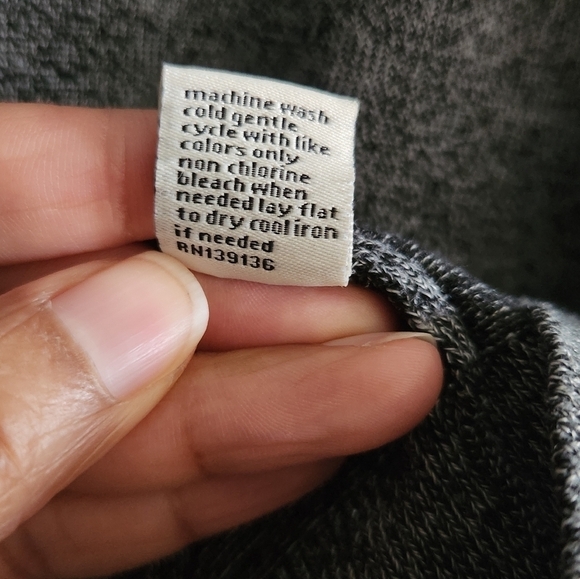 machine wash
cold gentle
cycle with like
colors only
non chlorine
bleach when
needed lay flat
to dry cool iron
if needed
RN139136